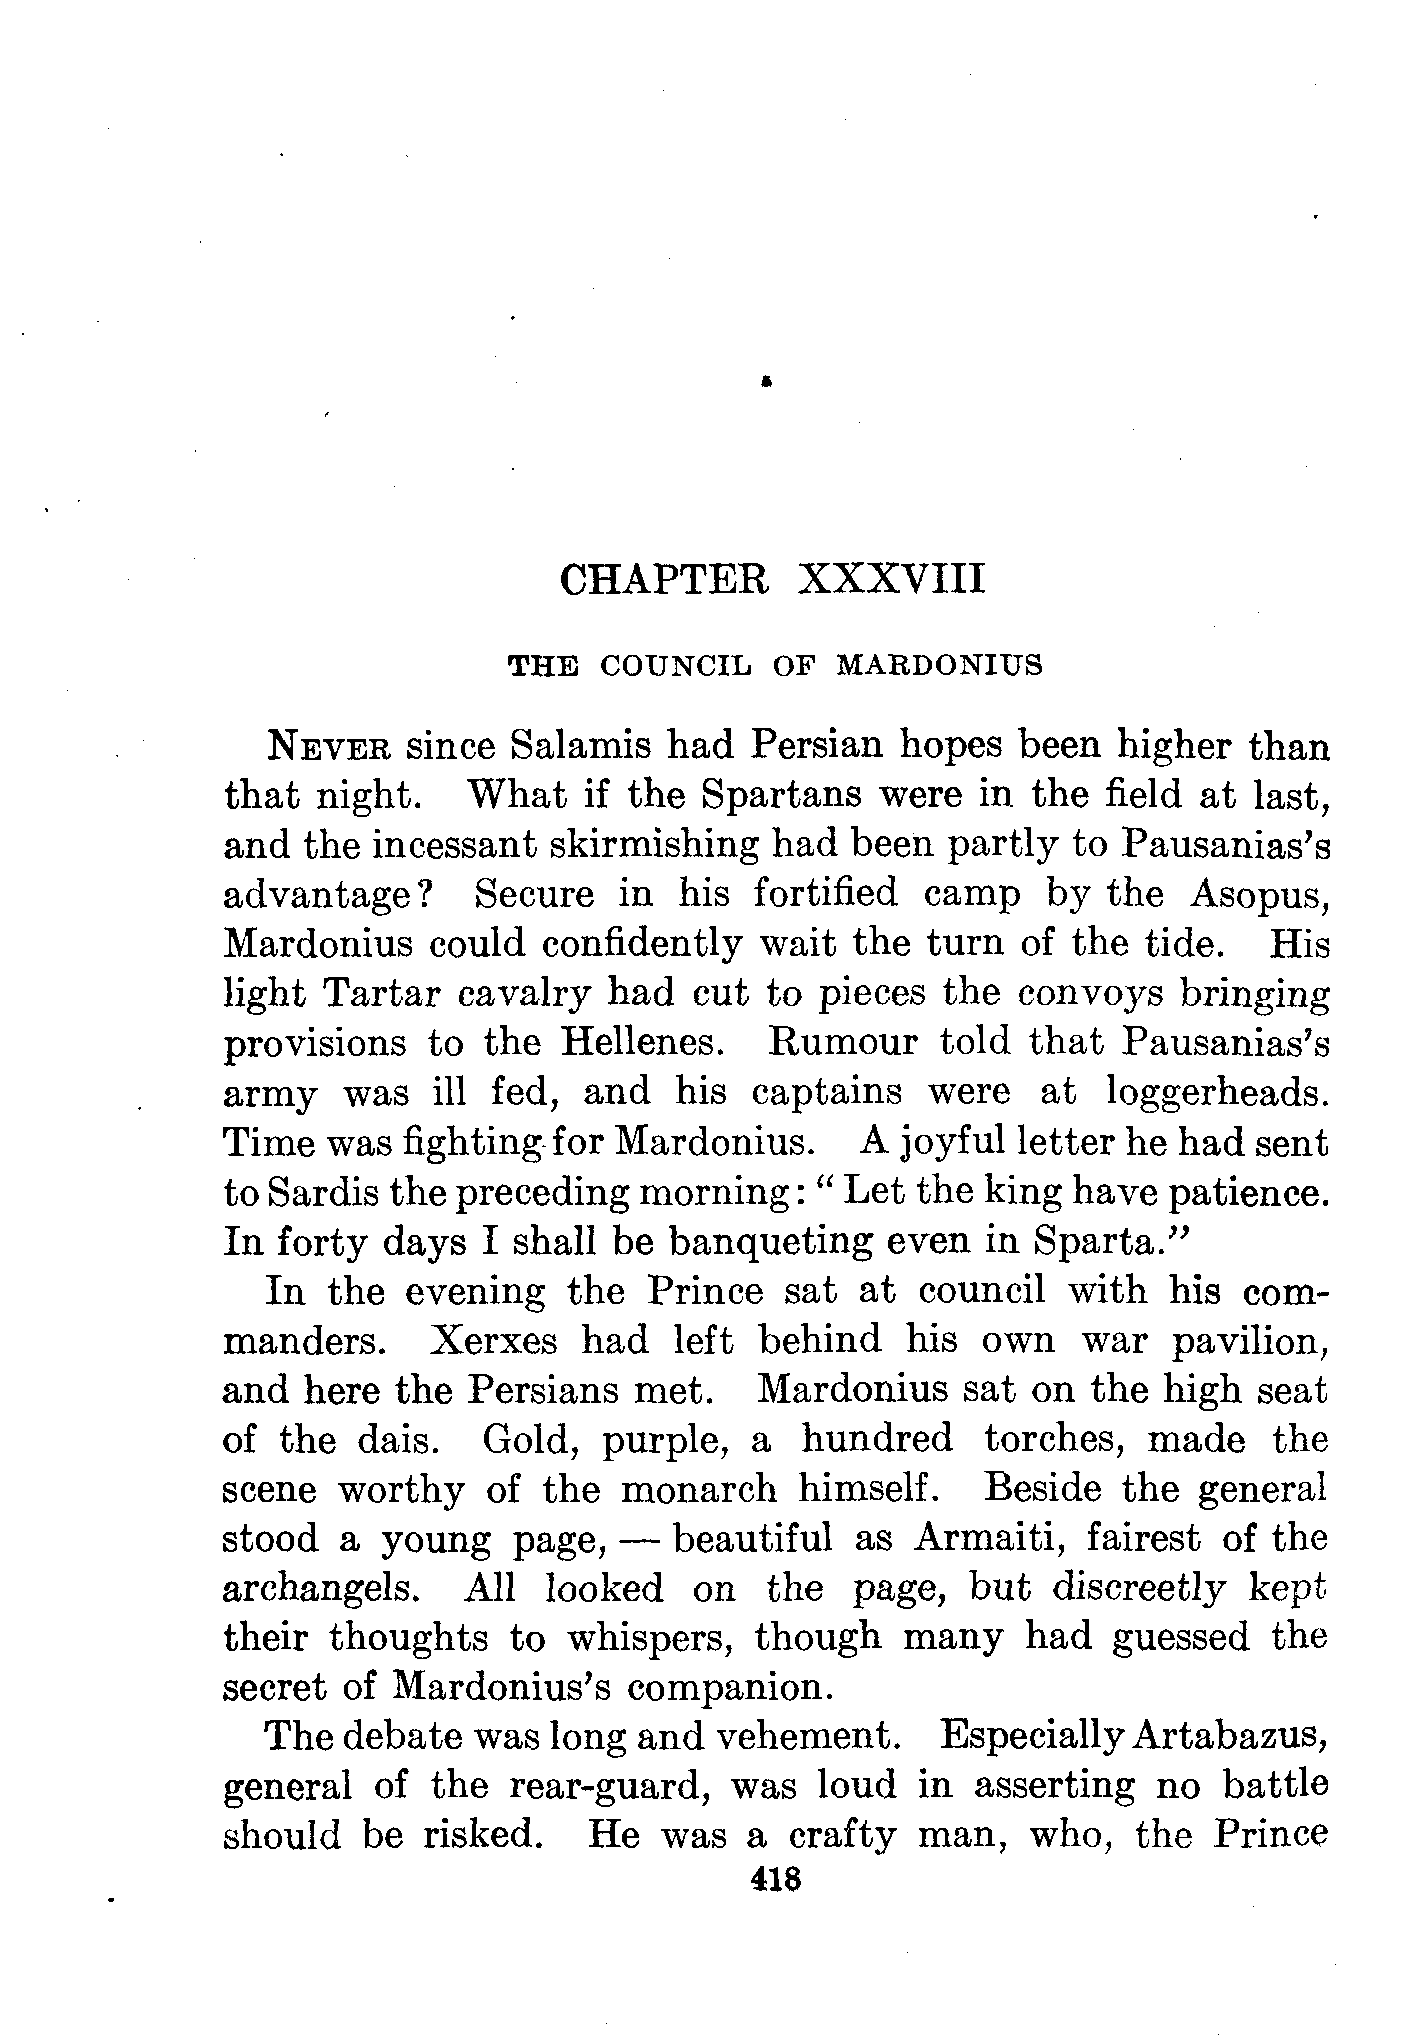 CHAPTER XXXVIII
THE COUNCIL OF MARDONIUS
NEVER since Salamis had Persian hopes been higher than
that night. What if the Spartans were in the field at last,
and the incessant skirmishing had been partly to Pausanias's
advantage? Secure in his fortified camp by the Asopus,
Mardonius could confidently wait the turn of the tide. His
light Tartar cavalry had cut to pieces the convoys bringing
provisions to the Hellenes. Rumour told that Pausanias's
army was ill fed, and his captains were at loggerheads.
Time was fighting for Mardonius. A joyful letter he had sent
to Sardis the preceding morning: “Let the king have patience.
In forty days I shall be banqueting even in Sparta.”
In the evening the Prince sat at council with his com-
manders. Xerxes had left behind his own war pavilion,
and here the Persians met. Mardonius sat on the high seat
of the dais. Gold, purple, a hundred torches, made the
scene worthy of the monarch himself. Beside the general
stood a young page, — beautiful as Armaiti, fairest of the
archangels. All looked on the page, but discreetly kept
their thoughts to whispers, though many had guessed the
secret of Mardonius's companion.
The debate was long and vehement. Especially Artabazus,
general of the rear-guard, was loud in asserting no battle
should be risked. He was a crafty man, who, the Prince
418